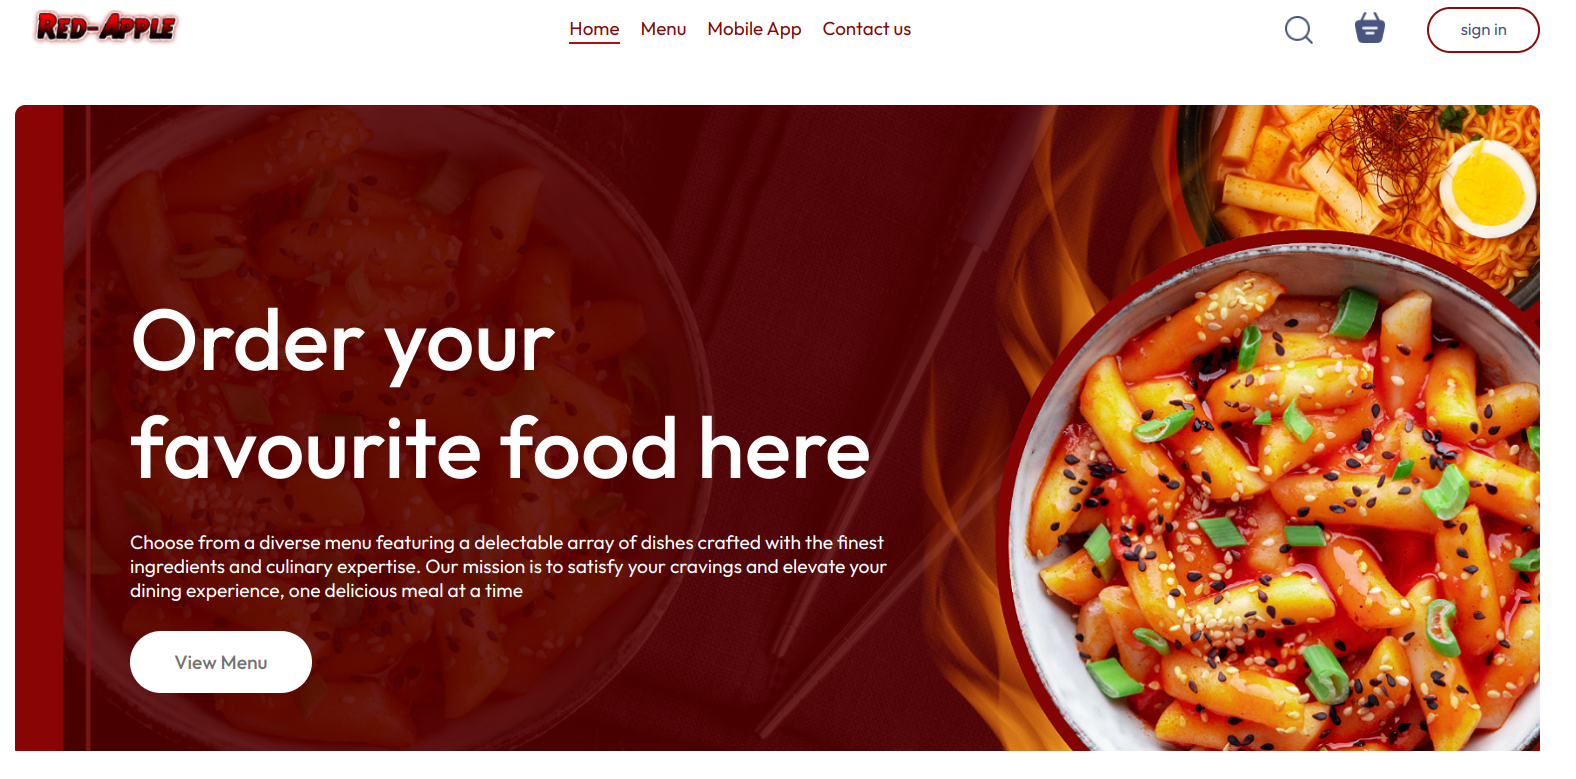 RED-APPLE
Home Menu Mobile App Contact us
sign in
Order your
favourite food here
Choose from a diverse menu featuring a delectable array of dishes crafted with the finest
ingredients and culinary expertise. Our mission is to satisfy your cravings and elevate your
dining experience, one delicious meal at a time
View Menu